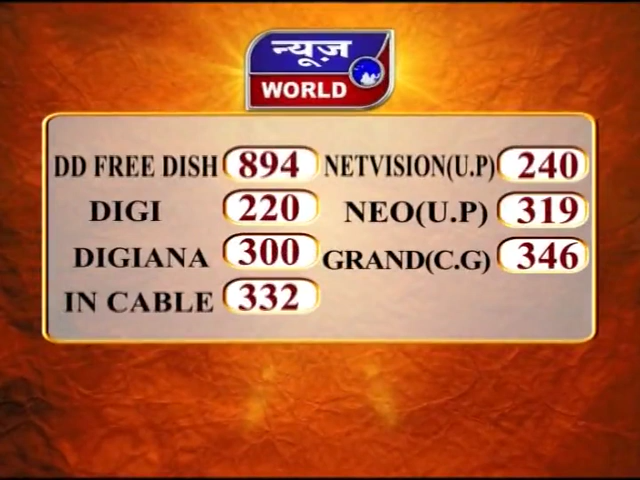 न्यूज़
WORLD
DD FREE DISH 894 NETVISION(U.P) 240
DIGI 220 NEO(U.P) 319
DIGIANA 300 GRAND(C.G) 346
IN CABLE 332